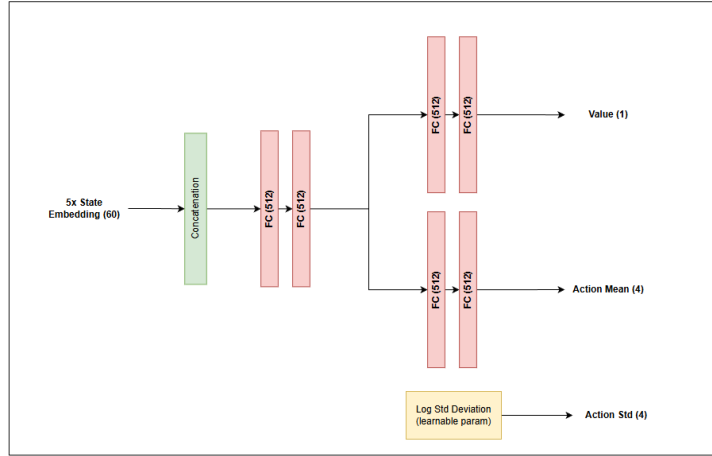 5x State
Embedding (60)
Concatenation
FC (512)
FC (512)
FC (512)
FC (512)
Value (1)
FC (512)
FC (512)
Action Mean (4)
Log Std Deviation
(learnable param)
Action Std (4)